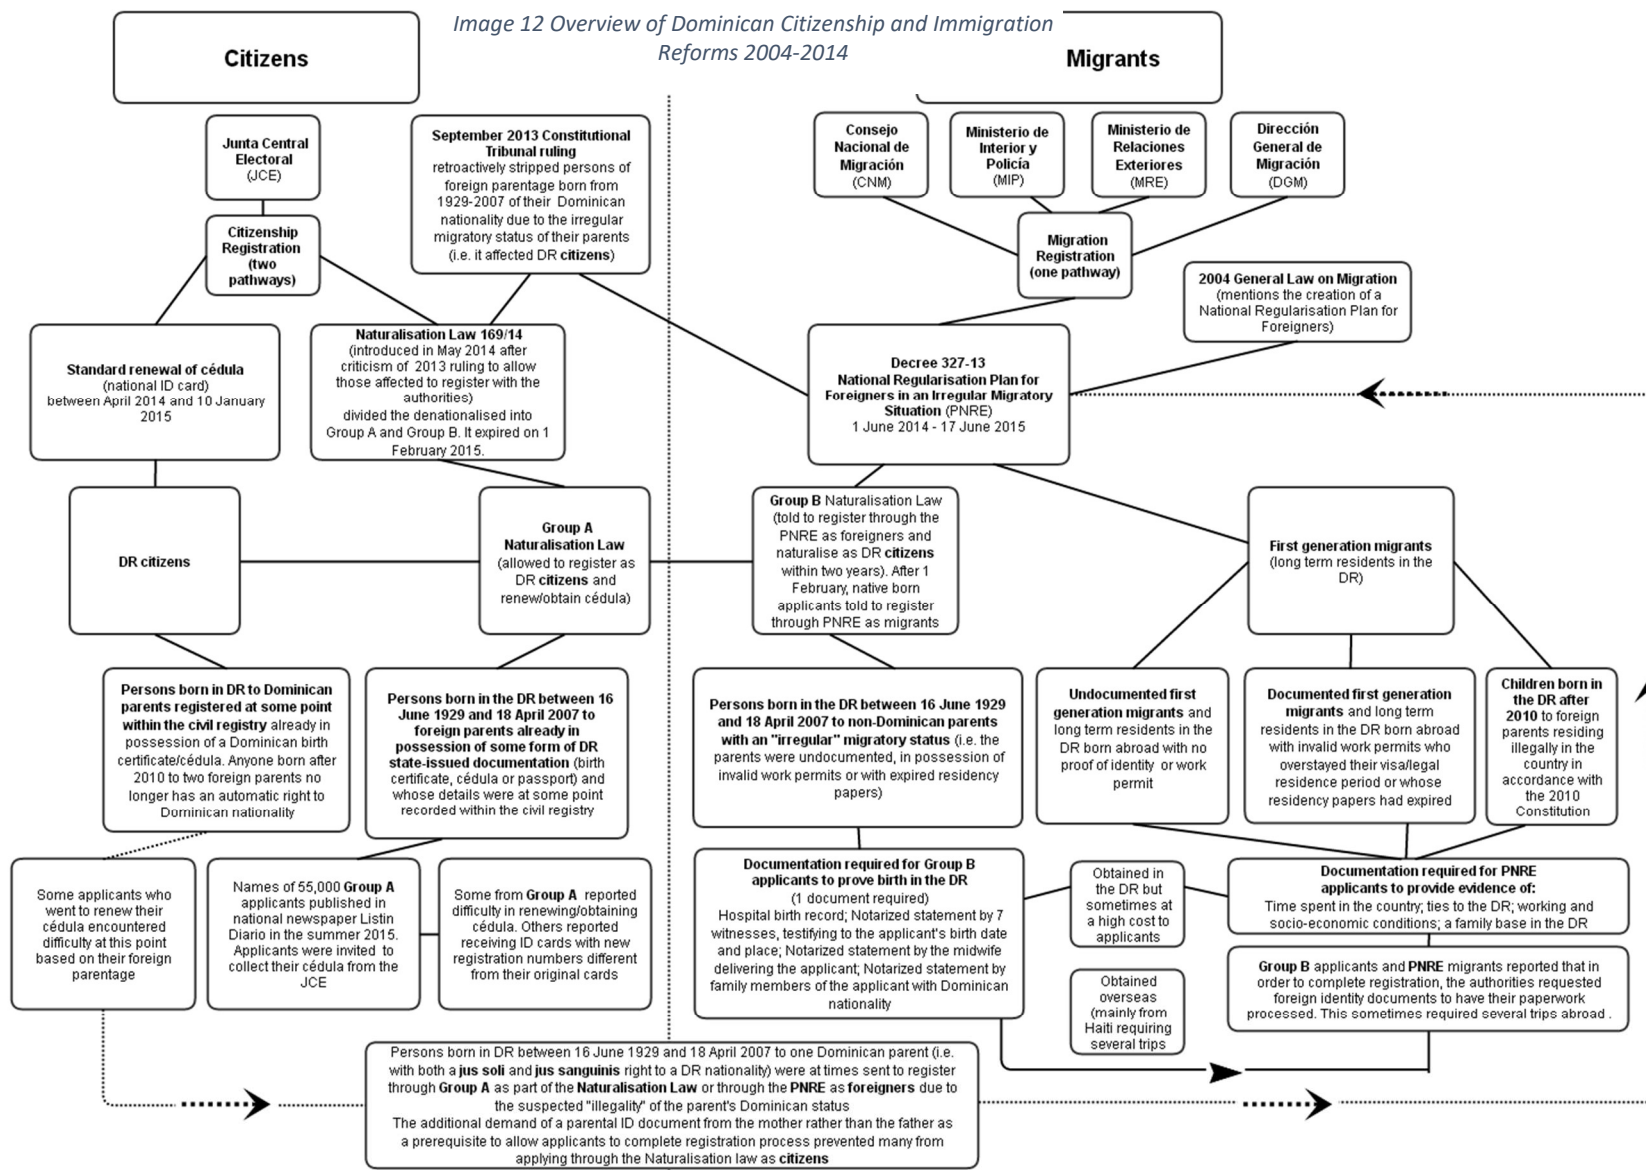 Image 12 Overview of Dominican Citizenship and Immigration
Reforms 2004-2014
Citizens
Migrants
Junta Central
Electoral
(JCE)
September 2013 Constitutional
Tribunal ruling
retroactively stripped persons of
foreign parentage born from
1929-2007 of their Dominican
nationality due to the irregular
migratory status of their parents
(i.e. it affected DR citizens)
Consejo
Nacional de
Migración
(CNM)
Ministerio de
Interior y
Policía
(MIP)
Ministerio de
Relaciones
Exteriores
(MRE)
Dirección
General de
Migración
(DGM)
Citizenship
Registration
(two
pathways)
Migration
Registration
(one pathway)
2004 General Law on Migration
(mentions the creation of a
National Regularisation Plan for
Foreigners)
Standard renewal of cédula
(national ID card)
between April 2014 and 10 January
2015
Naturalisation Law 169/14
(introduced in May 2014 after
criticism of 2013 ruling to allow
those affected to register with the
authorities)
divided the denationalised into
Group A and Group B. It expired on 1
February 2015.
Decree 327-13
National Regularisation Plan for
Foreigners in an Irregular Migratory
Situation (PNRE)
1 June 2014 - 17 June 2015
DR citizens
Group A
Naturalisation Law
(allowed to register as
DR citizens and
renew/obtain cédula)
Group B Naturalisation Law
(told to register through the
PNRE as foreigners and
naturalise as DR citizens
within two years). After 1
February, native born
applicants told to register
through PNRE as migrants
First generation migrants
(long term residents in the
DR)
Persons born in DR to Dominican
parents registered at some point
within the civil registry already in
possession of a Dominican birth
certificate/cédula. Anyone born after
2010 to two foreign parents no
longer has an automatic right to
Dominican nationality
Persons born in the DR between 16
June 1929 and 18 April 2007 to
foreign parents already in
possession of some form of DR
state-issued documentation (birth
certificate, cédula or passport) and
whose details were at some point
recorded within the civil registry
Persons born in the DR between 16 June 1929
and 18 April 2007 to non-Dominican parents
with an "irregular" migratory status (i.e. the
parents were undocumented, in possession of
invalid work permits or with expired residency
papers)
Undocumented first
generation migrants and
long term residents in the
DR born abroad with no
proof of identity or work
permit
Documented first generation
migrants and long term
residents in the DR born abroad
with invalid work permits who
overstayed their visa/legal
residence period or whose
residency papers had expired
Children born in
the DR after
2010 to foreign
parents residing
illegally in the
country in
accordance with
the 2010
Constitution
Some applicants who
went to renew their
cédula encountered
difficulty at this point
based on their foreign
parentage
Names of 55,000 Group A
applicants published in
national newspaper Listin
Diario in the summer 2015.
Applicants were invited to
collect their cédula from the
JCE
Some from Group A reported
difficulty in renewing/obtaining
cédula. Others reported
receiving ID cards with new
registration numbers different
from their original cards
Documentation required for Group B
applicants to prove birth in the DR
(1 document required)
Hospital birth record; Notarized statement by 7
witnesses, testifying to the applicant's birth date
and place; Notarized statement by the midwife
delivering the applicant; Notarized statement by
family members of the applicant with Dominican
nationality
Obtained in
the DR but
sometimes at
a high cost to
applicants
Documentation required for PNRE
applicants to provide evidence of:
Time spent in the country; ties to the DR; working and
socio-economic conditions; a family base in the DR
Obtained
overseas
(mainly from
Haiti requiring
several trips
Group B applicants and PNRE migrants reported that in
order to complete registration, the authorities requested
foreign identity documents to have their paperwork
processed. This sometimes required several trips abroad .
Persons born in DR between 16 June 1929 and 18 April 2007 to one Dominican parent (i.e.
with both a jus soli and jus sanguinis right to a DR nationality) were at times sent to register
through Group A as part of the Naturalisation Law or through the PNRE as foreigners due to
the suspected "illegality" of the parent's Dominican status
The additional demand of a parental ID document from the mother rather than the father as
a prerequisite to allow applicants to complete registration process prevented many from
applying through the Naturalisation law as citizens